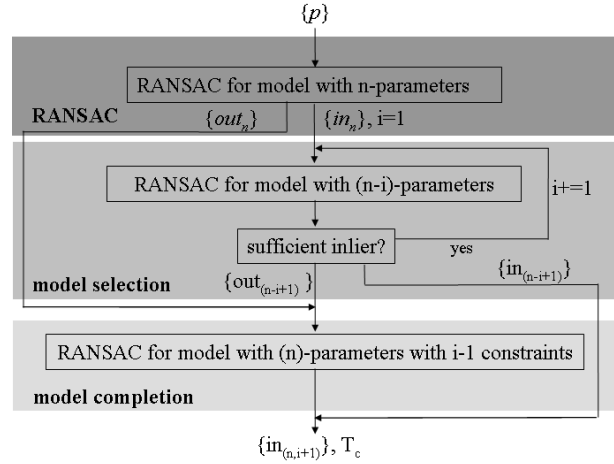 {p}
RANSAC for model with n-parameters
RANSAC
{outₙ}
{inₙ}, i=1
RANSAC for model with (n-i)-parameters
i+=1
sufficient inlier?
yes
{in₍ₙ₋ᵢ₊₁₎}
model selection
{out₍ₙ₋ᵢ₊₁₎ }
RANSAC for model with (n)-parameters with i-1 constraints
model completion
{in₍ₙ,ᵢ₊₁₎}, T_c